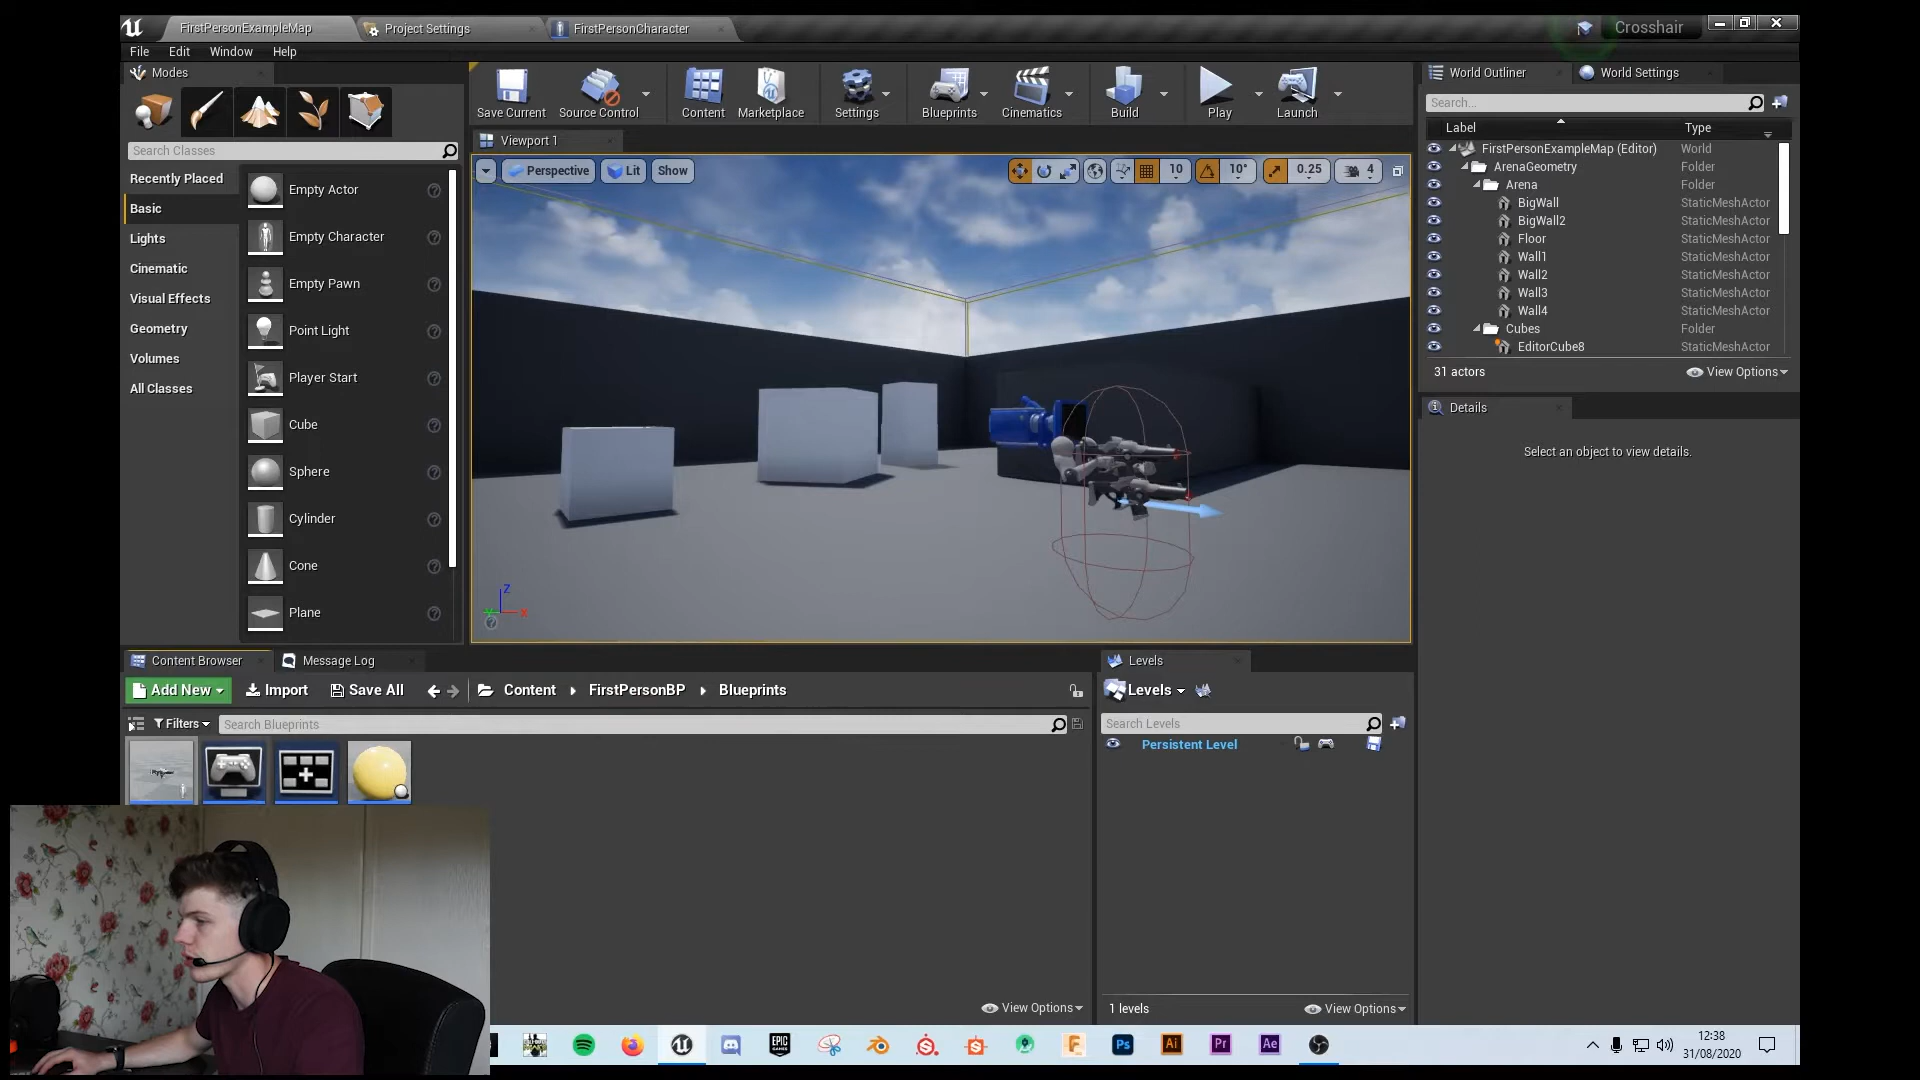 FirstPersonExampleMap
Project Settings
FirstPersonCharacter
Crosshair
File
Edit
Window
Help
Modes
Search Classes
Recently Placed
Basic
Lights
Cinematic
Visual Effects
Geometry
Volumes
All Classes
Empty Actor
Empty Character
Empty Pawn
Point Light
Player Start
Cube
Sphere
Cylinder
Cone
Plane
Save Current
Source Control
Content
Marketplace
Settings
Blueprints
Cinematics
Build
Play
Launch
Viewport 1
Perspective
Lit
Show
10
10°
0.25
4
Z
X
World Outliner
World Settings
Search...
Label
Type
FirstPersonExampleMap (Editor)
World
ArenaGeometry
Folder
Arena
Folder
BigWall
StaticMeshActor
BigWall2
StaticMeshActor
Floor
StaticMeshActor
Wall1
StaticMeshActor
Wall2
StaticMeshActor
Wall3
StaticMeshActor
Wall4
StaticMeshActor
Cubes
Folder
EditorCube8
StaticMeshActor
31 actors
View Options
Details
Select an object to view details.
Content Browser
Message Log
Add New
Import
Save All
Content
FirstPersonBP
Blueprints
Filters
Search Blueprints
View Options
Levels
Levels
Search Levels
Persistent Level
1 levels
View Options
EPIC
GAMES
Ps
Ai
Pr
Ae
12:38
31/08/2020